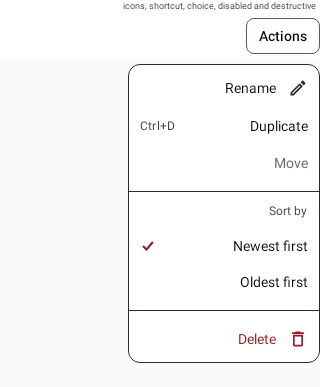 icons, shortcut, choice, disabled and destructive
Actions
Rename
Ctrl+D Duplicate
Move
Sort by
Newest first
Oldest first
Delete